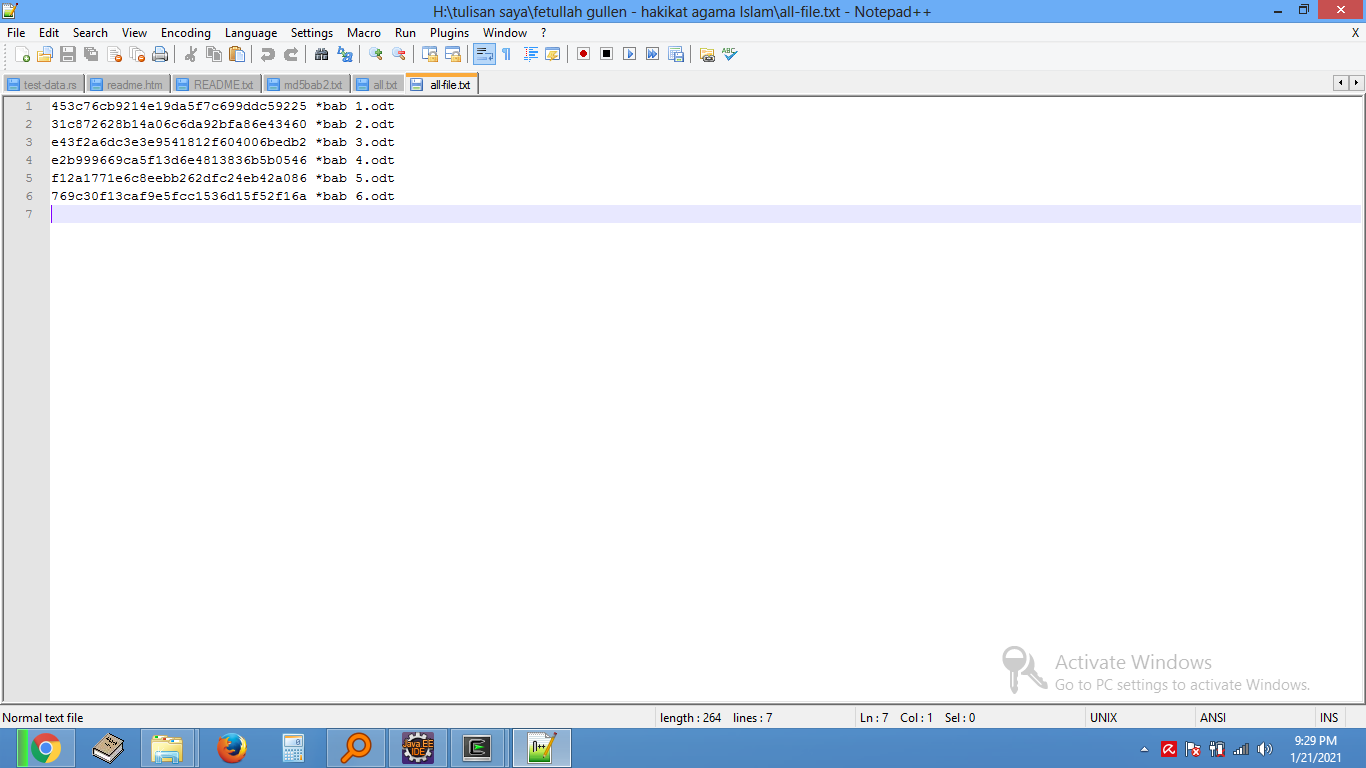 H:\tulisan saya\fetullah gullen - hakikat agama Islam\all-file.txt - Notepad++
File Edit Search View Encoding Language Settings Macro Run Plugins Window ? X
test-data.rs readme.htm README.txt md5bab2.txt all.txt all-file.txt
1 453c76cb9214e19da5f7c699ddc59225 *bab 1.odt
2 31c872628b14a06c6da92bfa86e43460 *bab 2.odt
3 e43f2a6dc3e3e9541812f604006bedb2 *bab 3.odt
4 e2b999669ca5f13d6e4813836b5b0546 *bab 4.odt
5 f12a1771e6c8eebb262dfc24eb42a086 *bab 5.odt
6 769c30f13caf9e5fcc1536d15f52f16a *bab 6.odt
7
Activate Windows
Go to PC settings to activate Windows.
Normal text file length : 264 lines : 7 Ln : 7 Col : 1 Sel : 0 UNIX ANSI INS
Java EE
IDE
9:29 PM
1/21/2021